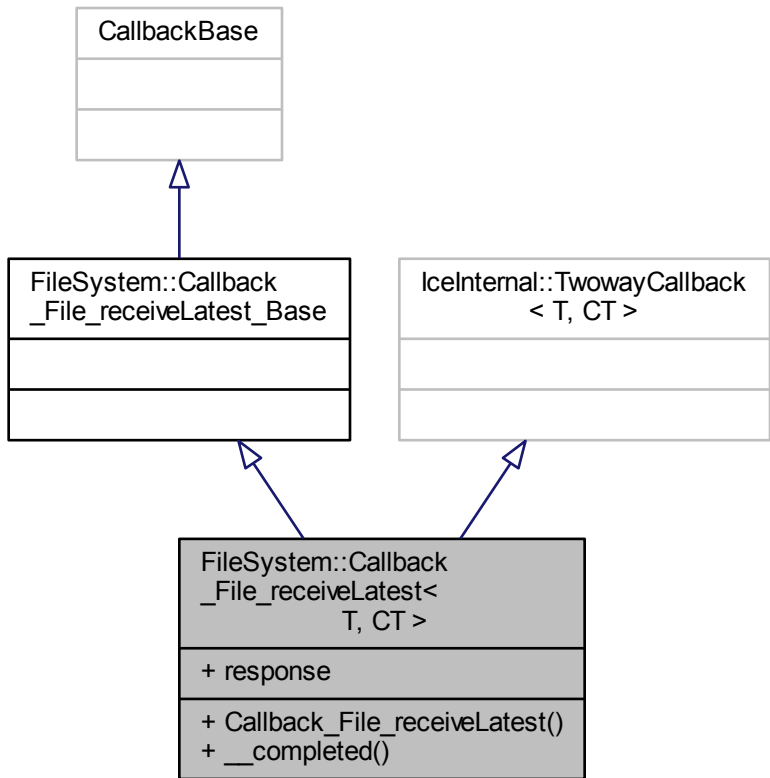 CallbackBase
FileSystem::Callback
_File_receiveLatest_Base
IceInternal::TwowayCallback
< T, CT >
FileSystem::Callback
_File_receiveLatest<
T, CT >
+ response
+ Callback_File_receiveLatest()
+ __completed()